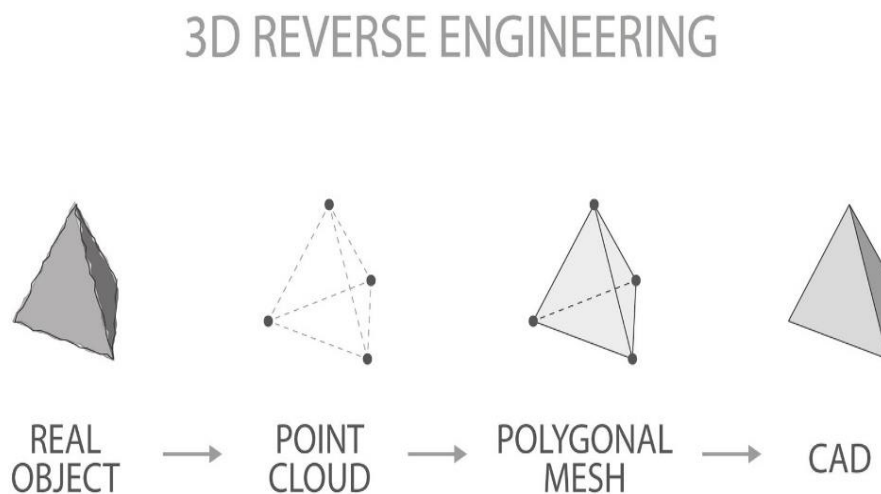 3D REVERSE ENGINEERING
REAL
OBJECT
POINT
CLOUD
POLYGONAL
MESH
CAD